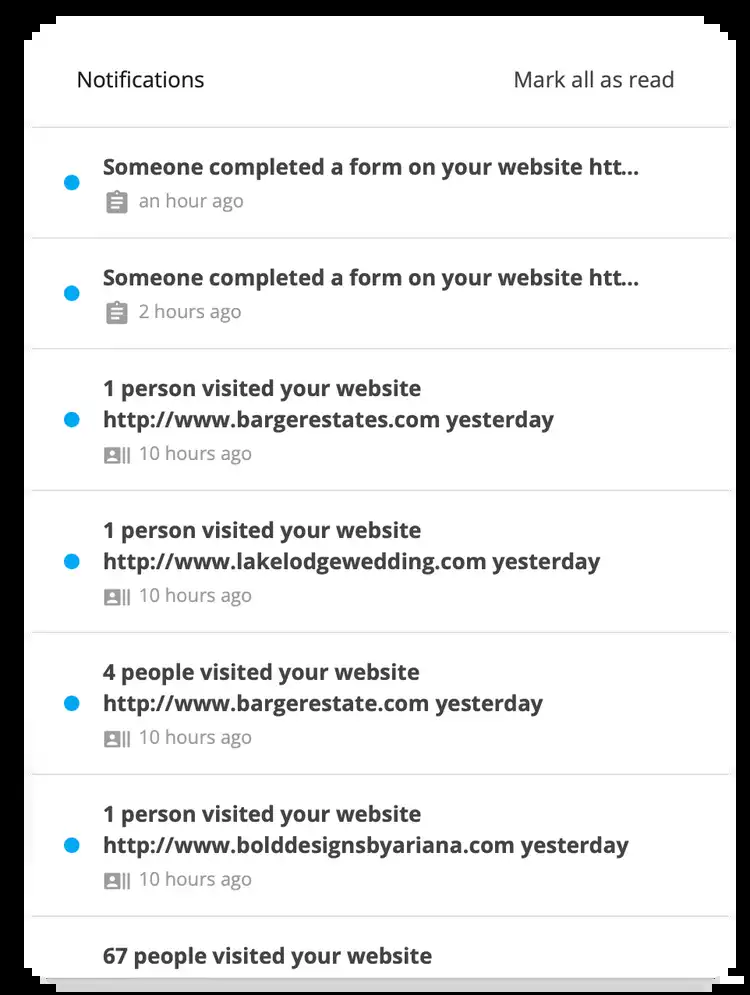 Notifications
Mark all as read
Someone completed a form on your website htt...
an hour ago
Someone completed a form on your website htt...
2 hours ago
1 person visited your website
http://www.bargerestates.com yesterday
10 hours ago
1 person visited your website
http://www.lakelodgewedding.com yesterday
10 hours ago
4 people visited your website
http://www.bargerestate.com yesterday
10 hours ago
1 person visited your website
http://www.bolddesignsbyariana.com yesterday
10 hours ago
67 people visited your website